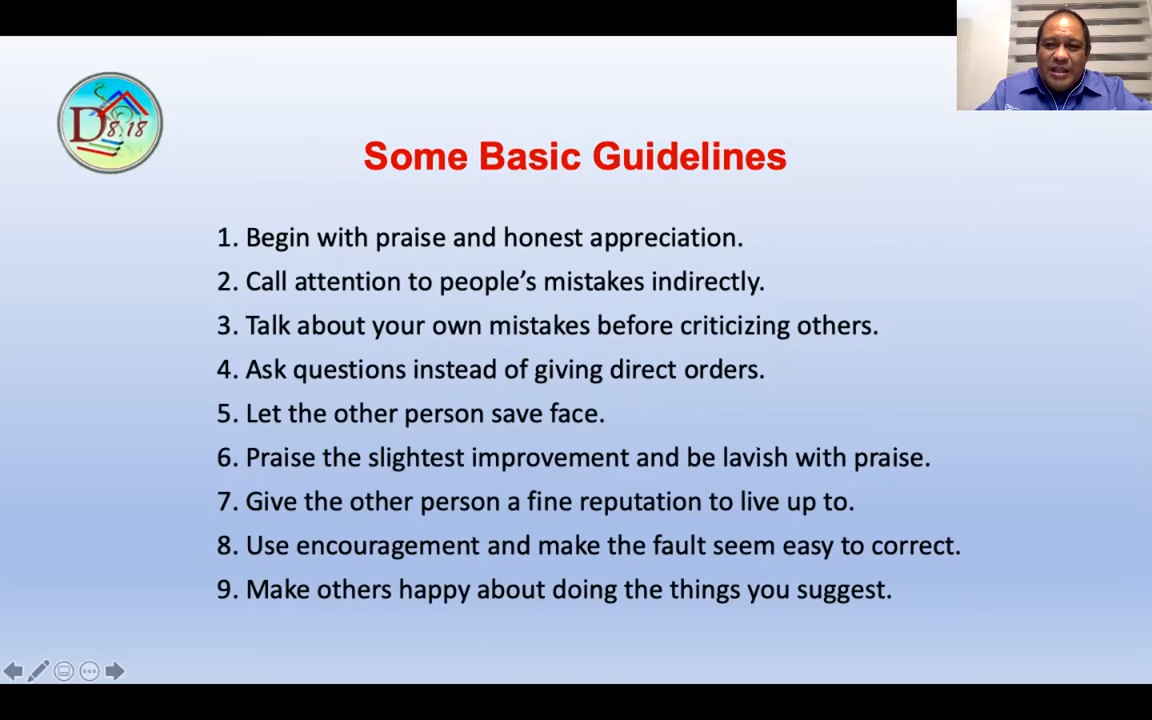 D 8:18
Some Basic Guidelines
1. Begin with praise and honest appreciation.
2. Call attention to people’s mistakes indirectly.
3. Talk about your own mistakes before criticizing others.
4. Ask questions instead of giving direct orders.
5. Let the other person save face.
6. Praise the slightest improvement and be lavish with praise.
7. Give the other person a fine reputation to live up to.
8. Use encouragement and make the fault seem easy to correct.
9. Make others happy about doing the things you suggest.